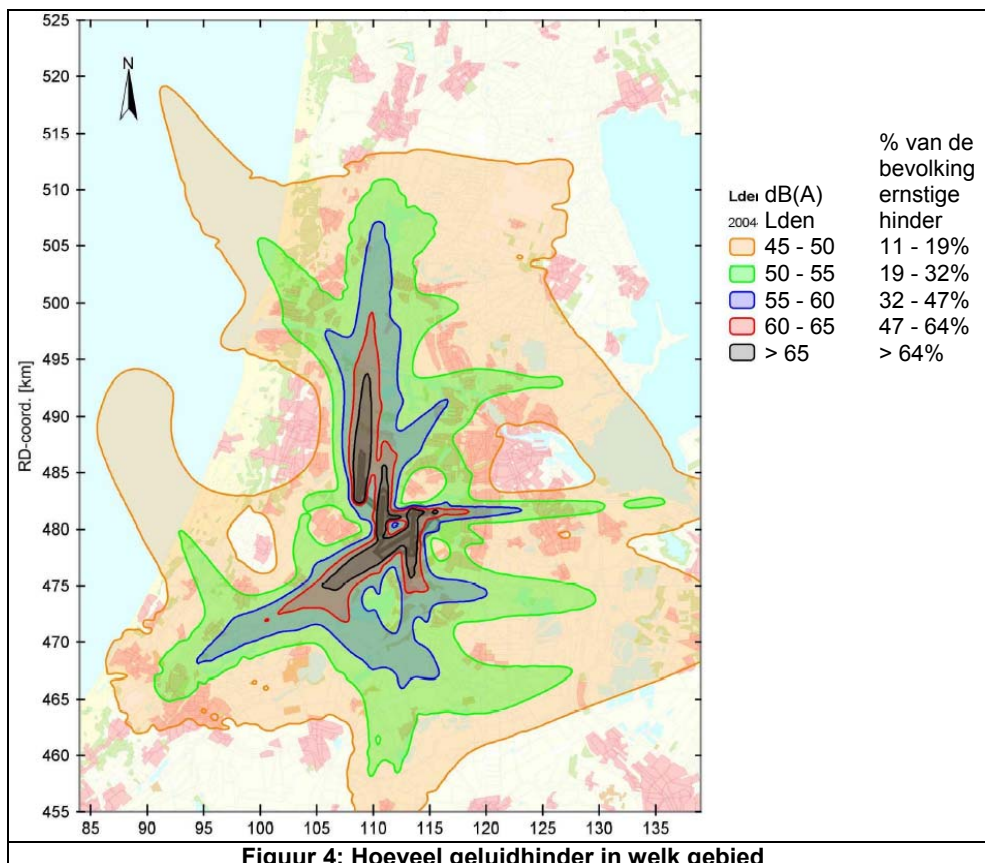 525
520
515
510
505
500
495
490
485
480
475
470
465
460
455
RD-coord. [km]
N
85 90 95 100 105 110 115 120 125 130 135
% van de
bevolking
ernstige
hinder
dB(A)
2004 Lden
45 - 50 11 - 19%
50 - 55 19 - 32%
55 - 60 32 - 47%
60 - 65 47 - 64%
> 65 > 64%
Figuur 4: Hoeveel geluidhinder in welk gebied